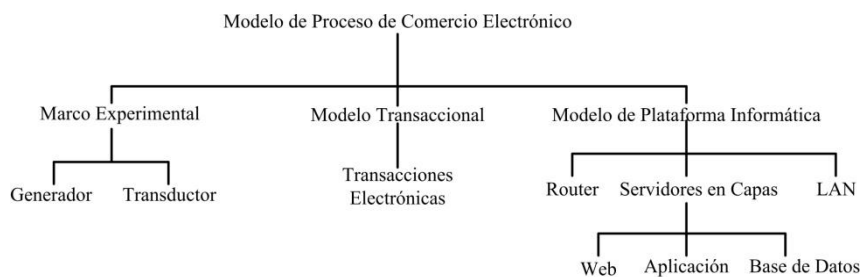 Modelo de Proceso de Comercio Electrónico
Marco Experimental
Modelo Transaccional
Modelo de Plataforma Informática
Generador
Transductor
Transacciones
Electrónicas
Router
Servidores en Capas
LAN
Web
Aplicación
Base de Datos